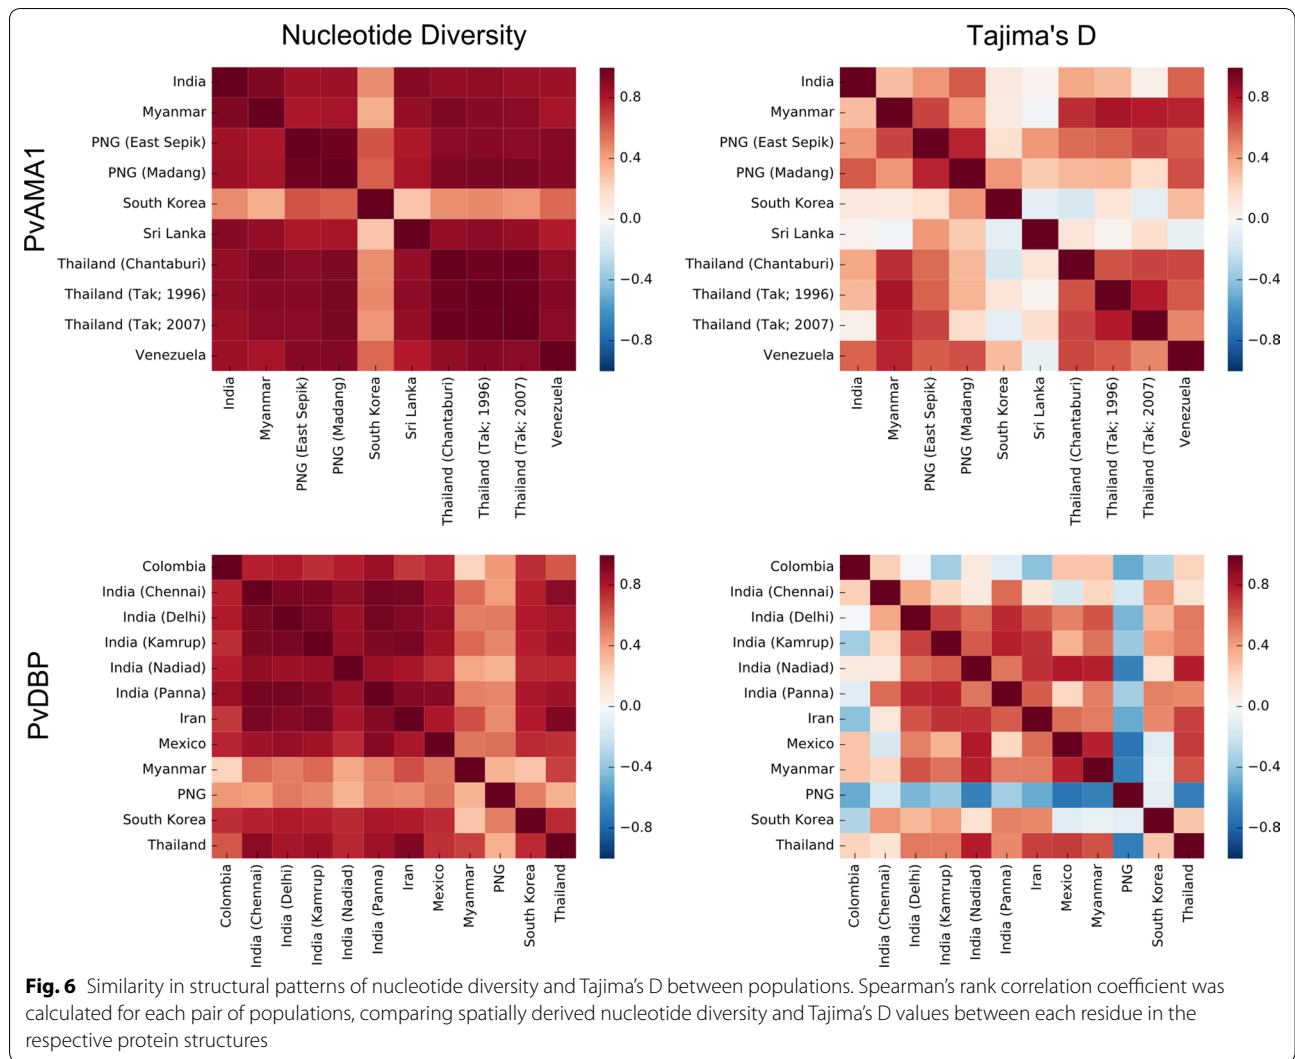 Nucleotide Diversity
Tajima's D
PvAMA1
India
Myanmar
PNG (East Sepik)
PNG (Madang)
South Korea
Sri Lanka
Thailand (Chantaburi)
Thailand (Tak; 1996)
Thailand (Tak; 2007)
Venezuela
India
Myanmar
PNG (East Sepik)
PNG (Madang)
South Korea
Sri Lanka
Thailand (Chantaburi)
Thailand (Tak; 1996)
Thailand (Tak; 2007)
Venezuela
0.8
0.4
0.0
−0.4
−0.8
India
Myanmar
PNG (East Sepik)
PNG (Madang)
South Korea
Sri Lanka
Thailand (Chantaburi)
Thailand (Tak; 1996)
Thailand (Tak; 2007)
Venezuela
India
Myanmar
PNG (East Sepik)
PNG (Madang)
South Korea
Sri Lanka
Thailand (Chantaburi)
Thailand (Tak; 1996)
Thailand (Tak; 2007)
Venezuela
0.8
0.4
0.0
−0.4
−0.8
PvDBP
Colombia
India (Chennai)
India (Delhi)
India (Kamrup)
India (Nadiad)
India (Panna)
Iran
Mexico
Myanmar
PNG
South Korea
Thailand
Colombia
India (Chennai)
India (Delhi)
India (Kamrup)
India (Nadiad)
India (Panna)
Iran
Mexico
Myanmar
PNG
South Korea
Thailand
0.8
0.4
0.0
−0.4
−0.8
Colombia
India (Chennai)
India (Delhi)
India (Kamrup)
India (Nadiad)
India (Panna)
Iran
Mexico
Myanmar
PNG
South Korea
Thailand
Colombia
India (Chennai)
India (Delhi)
India (Kamrup)
India (Nadiad)
India (Panna)
Iran
Mexico
Myanmar
PNG
South Korea
Thailand
0.8
0.4
0.0
−0.4
−0.8
Fig. 6 Similarity in structural patterns of nucleotide diversity and Tajima’s D between populations. Spearman’s rank correlation coefficient was
calculated for each pair of populations, comparing spatially derived nucleotide diversity and Tajima’s D values between each residue in the
respective protein structures